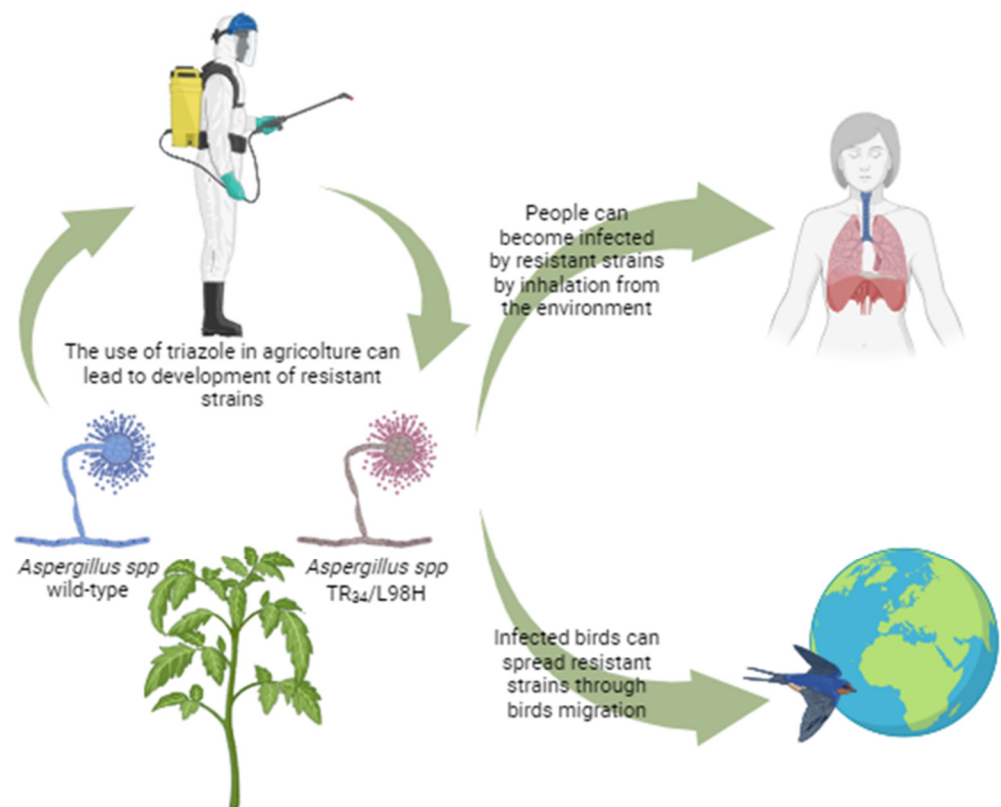 The use of triazole in agricolture can
lead to development of resistant
strains
Aspergillus spp
wild-type
Aspergillus spp
TR₃₄/L98H
People can
become infected
by resistant strains
by inhalation from
the environment
Infected birds can
spread resistant
strains through
birds migration